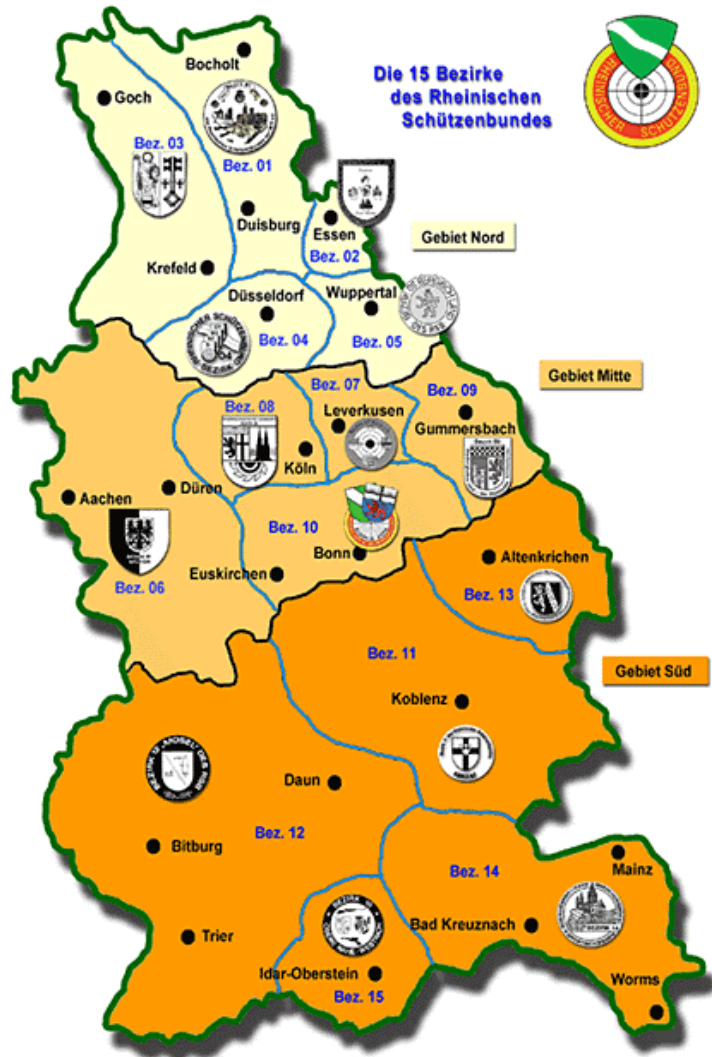 Die 15 Bezirke
des Rheinischen
Schützenbundes
RHEINISCHER SCHÜTZENBUND
Bocholt
Goch
Bez. 03
Bez. 01
Duisburg
Essen
Bez. 02
Gebiet Nord
Krefeld
Düsseldorf
Wuppertal
Bez. 04
Bez. 05
Gebiet Mitte
Bez. 07
Bez. 09
Bez. 08
Leverkusen
Gummersbach
Köln
Düren
Aachen
Bez. 10
Bonn
Altenkrichen
Euskirchen
Bez. 06
Bez. 13
Bez. 11
Gebiet Süd
Koblenz
Daun
Bez. 12
Bitburg
Mainz
Bez. 14
Bad Kreuznach
Trier
Idar-Oberstein
Worms
Bez. 15